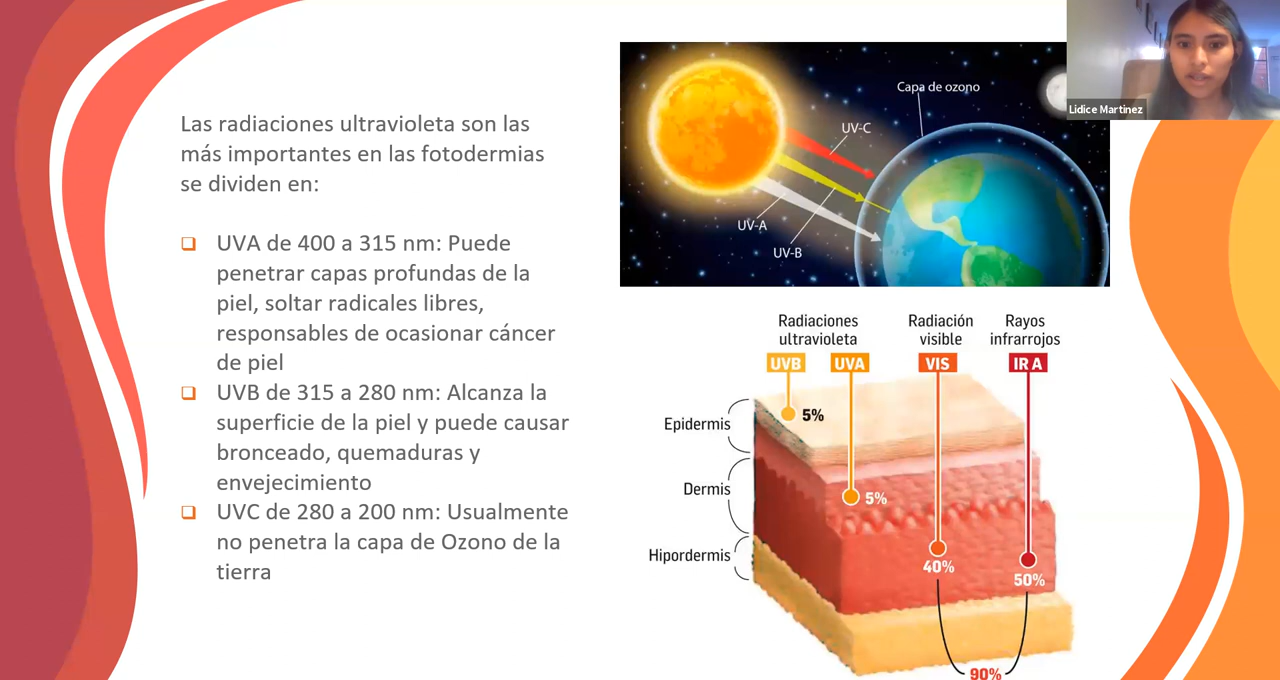 Las radiaciones ultravioleta son las
más importantes en las fotodermias
se dividen en:
UVA de 400 a 315 nm: Puede
penetrar capas profundas de la
piel, soltar radicales libres,
responsables de ocasionar cáncer
de piel
UVB de 315 a 280 nm: Alcanza la
superficie de la piel y puede causar
bronceado, quemaduras y
envejecimiento
UVC de 280 a 200 nm: Usualmente
no penetra la capa de Ozono de la
tierra
Capa de ozono
UV-C
UV-A
UV-B
Lidice Martinez
Radiaciones
ultravioleta
Radiación
visible
Rayos
infrarrojos
UVB
UVA
VIS
IR A
Epidermis
5%
Dermis
5%
Hipordermis
40%
50%
90%